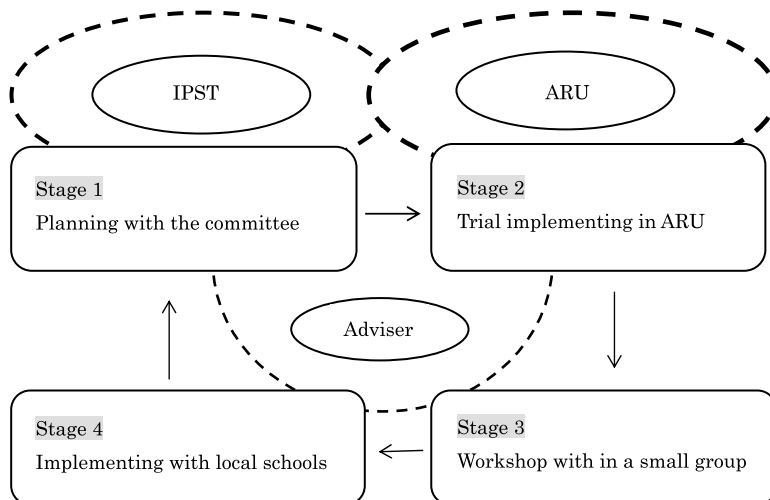 IPST
ARU
Stage 1
Planning with the committee
Stage 2
Trial implementing in ARU
Adviser
Stage 4
Implementing with local schools
Stage 3
Workshop with in a small group